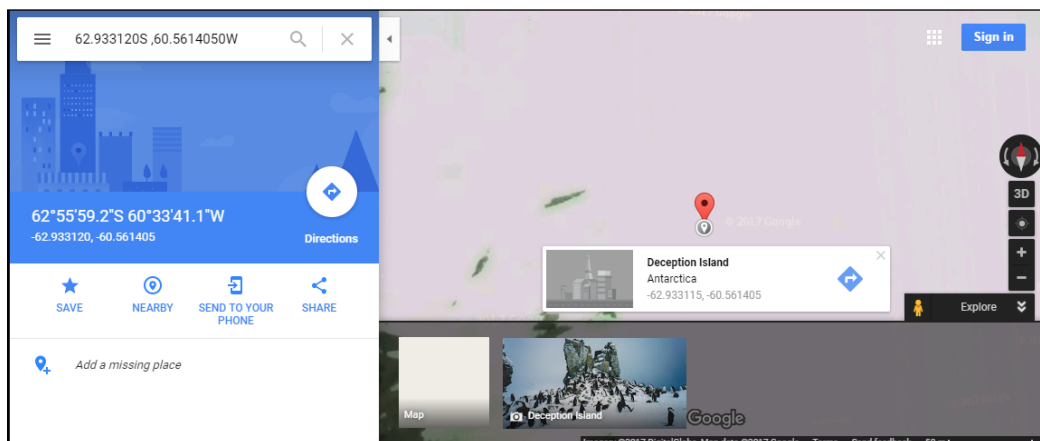 62.933120S ,60.5614050W
Sign in
62°55'59.2"S 60°33'41.1"W
-62.933120, -60.561405
Directions
SAVE
NEARBY
SEND TO YOUR PHONE
SHARE
Add a missing place
© 2017 Google
Deception Island
Antarctica
-62.933115, -60.561405
3D
Explore
Map
Deception Island
Google